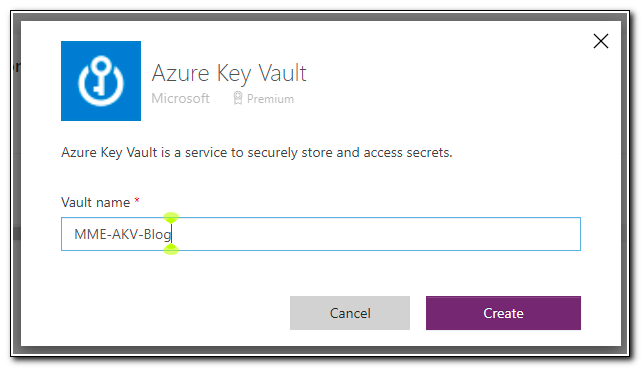 Azure Key Vault
Microsoft Premium
Azure Key Vault is a service to securely store and access secrets.
Vault name *
MME-AKV-Blog
Cancel Create